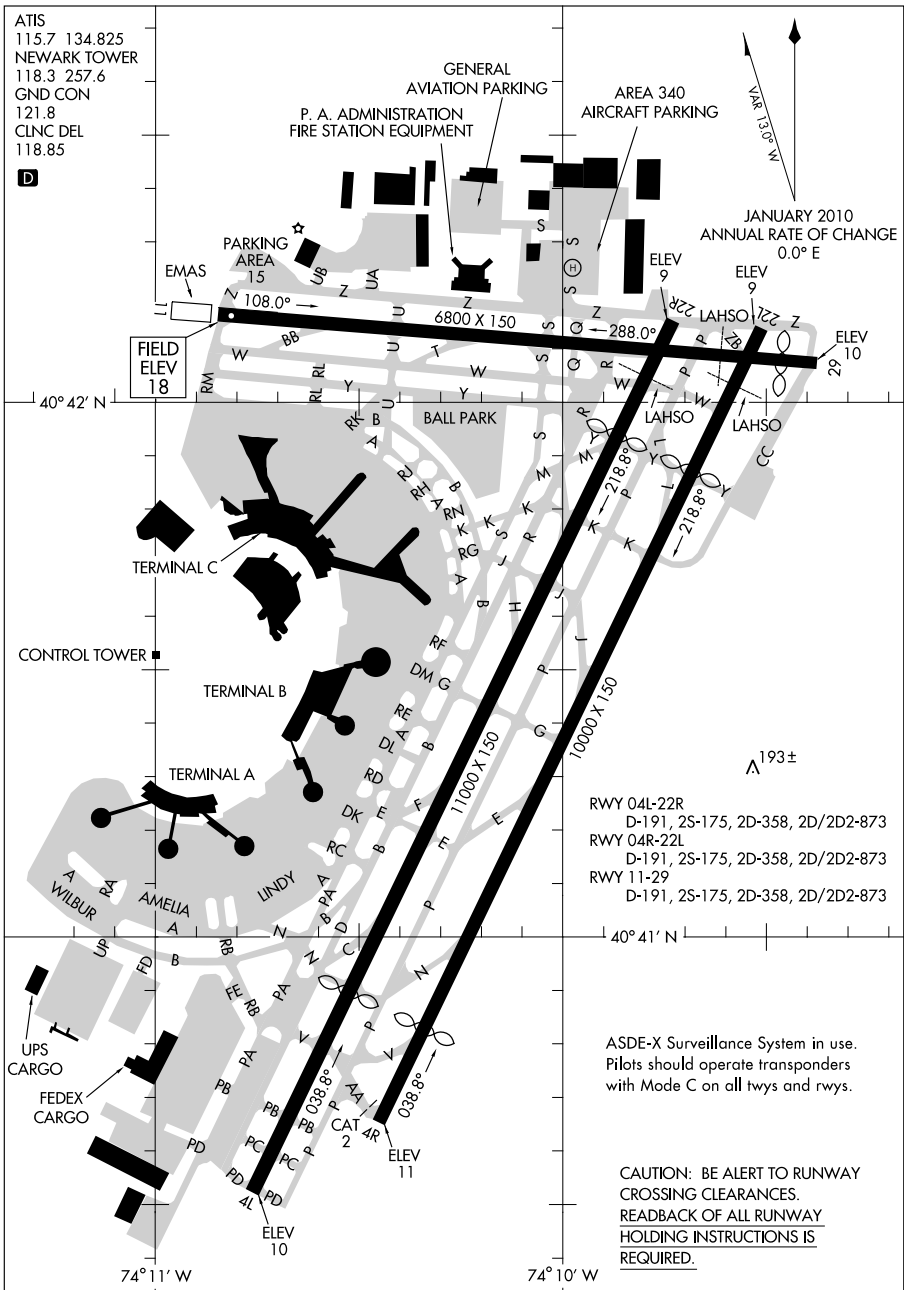 ATIS
115.7 134.825
NEWARK TOWER
118.3 257.6
GND CON
121.8
CLNC DEL
118.85
D
GENERAL
AVIATION PARKING
P. A. ADMINISTRATION
FIRE STATION EQUIPMENT
AREA 340
AIRCRAFT PARKING
VAR 13.0° W
JANUARY 2010
ANNUAL RATE OF CHANGE
0.0° E
S
S
H
S
PARKING
AREA
15
UB
UA
EMAS
11
Z
108.0°
Z
Z
U
U
6800 X 150
S
S
Q
Q
Z
288.0°
ELEV
9
22R
ELEV
9
22L
LAHSO
Z
P
P
ZB
ELEV
10
29
FIELD
ELEV
18
W
BB
T
W
R
W
W
RM
RL
RL
Y
Y
U
LAHSO
LAHSO
40° 42' N
RK
B
A
BALL PARK
S
R
Y
M
M
L
L
Y
Y
CC
218.8°
218.8°
RJ
RH
A
RN
B
K
K
K
S
R
J
P
K
K
RG
A
B
H
J
J
TERMINAL C
CONTROL TOWER
RF
DM
G
P
G
TERMINAL B
RE
A
DL
B
RD
11000 X 150
10000 X 150
193±
TERMINAL A
DK
E
F
E
E
B
RC
RWY 04L-22R
D-191, 2S-175, 2D-358, 2D/2D2-873
RWY 04R-22L
D-191, 2S-175, 2D-358, 2D/2D2-873
RWY 11-29
D-191, 2S-175, 2D-358, 2D/2D2-873
A
RA
WILBUR
AMELIA
LINDY
A
PA
B
D
C
P
A
B
RB
Z
N
N
40° 41' N
UP
FD
FE
RB
PA
V
P
V
PA
UPS
CARGO
FEDEX
CARGO
038.8°
038.8°
P
AA
CAT
2
4R
ELEV
11
PB
PB
PB
PD
PC
PC
P
PD
PD
4L
ELEV
10
ASDE-X Surveillance System in use.
Pilots should operate transponders
with Mode C on all twys and rwys.
CAUTION: BE ALERT TO RUNWAY
CROSSING CLEARANCES.
READBACK OF ALL RUNWAY
HOLDING INSTRUCTIONS IS
REQUIRED.
74° 11' W
74° 10' W